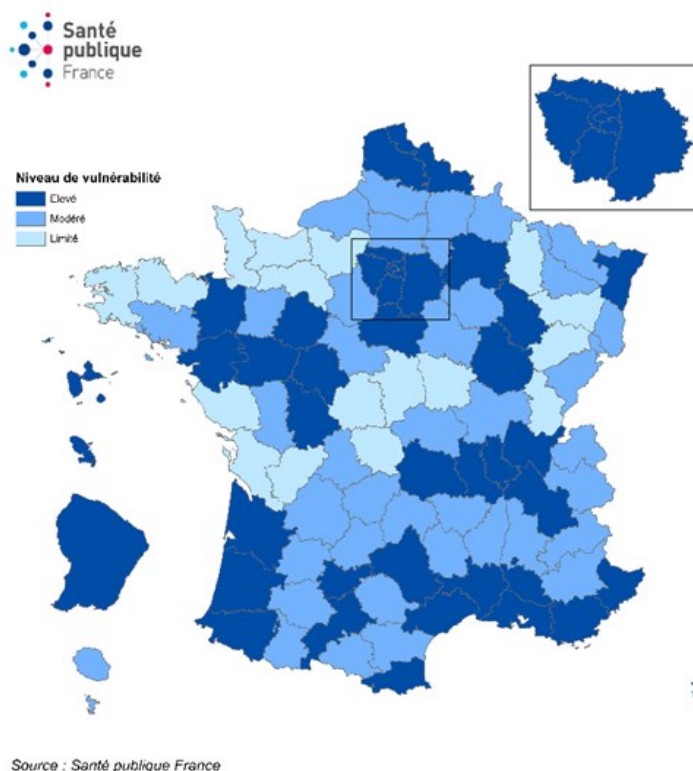 Santé
publique
France
Niveau de vulnérabilité
Elevé
Modéré
Limité
Source : Santé publique France